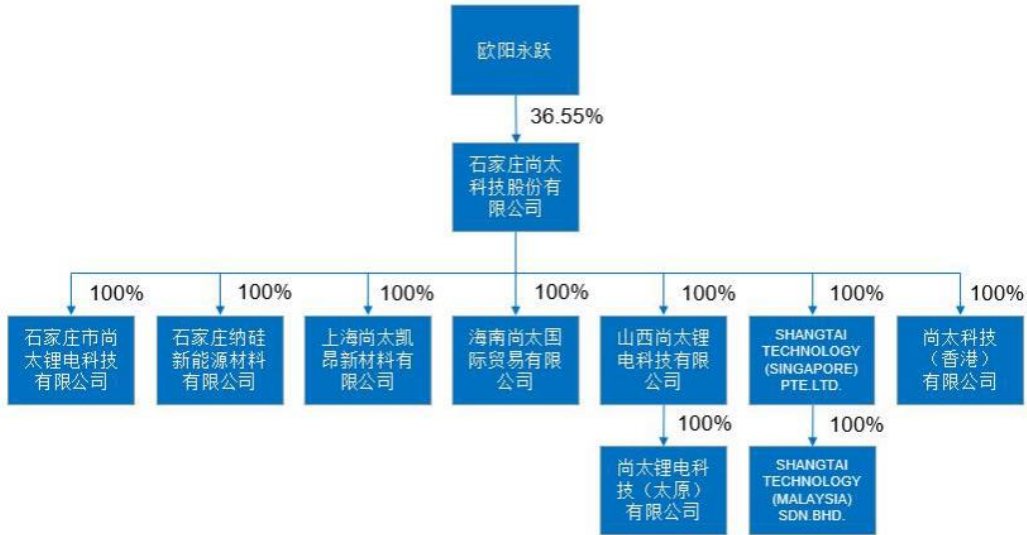 欧阳永跃
36.55%
石家庄尚太
科技股份有
限公司
100%
100%
100%
100%
100%
100%
100%
石家庄市尚
太锂电科技
有限公司
石家庄纳硅
新能源材料
有限公司
上海尚太凯
昂新材料有
限公司
海南尚太国
际贸易有限
公司
山西尚太锂
电科技有限
公司
SHANGTAI
TECHNOLOGY
(SINGAPORE)
PTE.LTD.
尚太科技
（香港）
有限公司
100%
100%
尚太锂电科
技（太原）
有限公司
SHANGTAI
TECHNOLOGY
(MALAYSIA)
SDN.BHD.